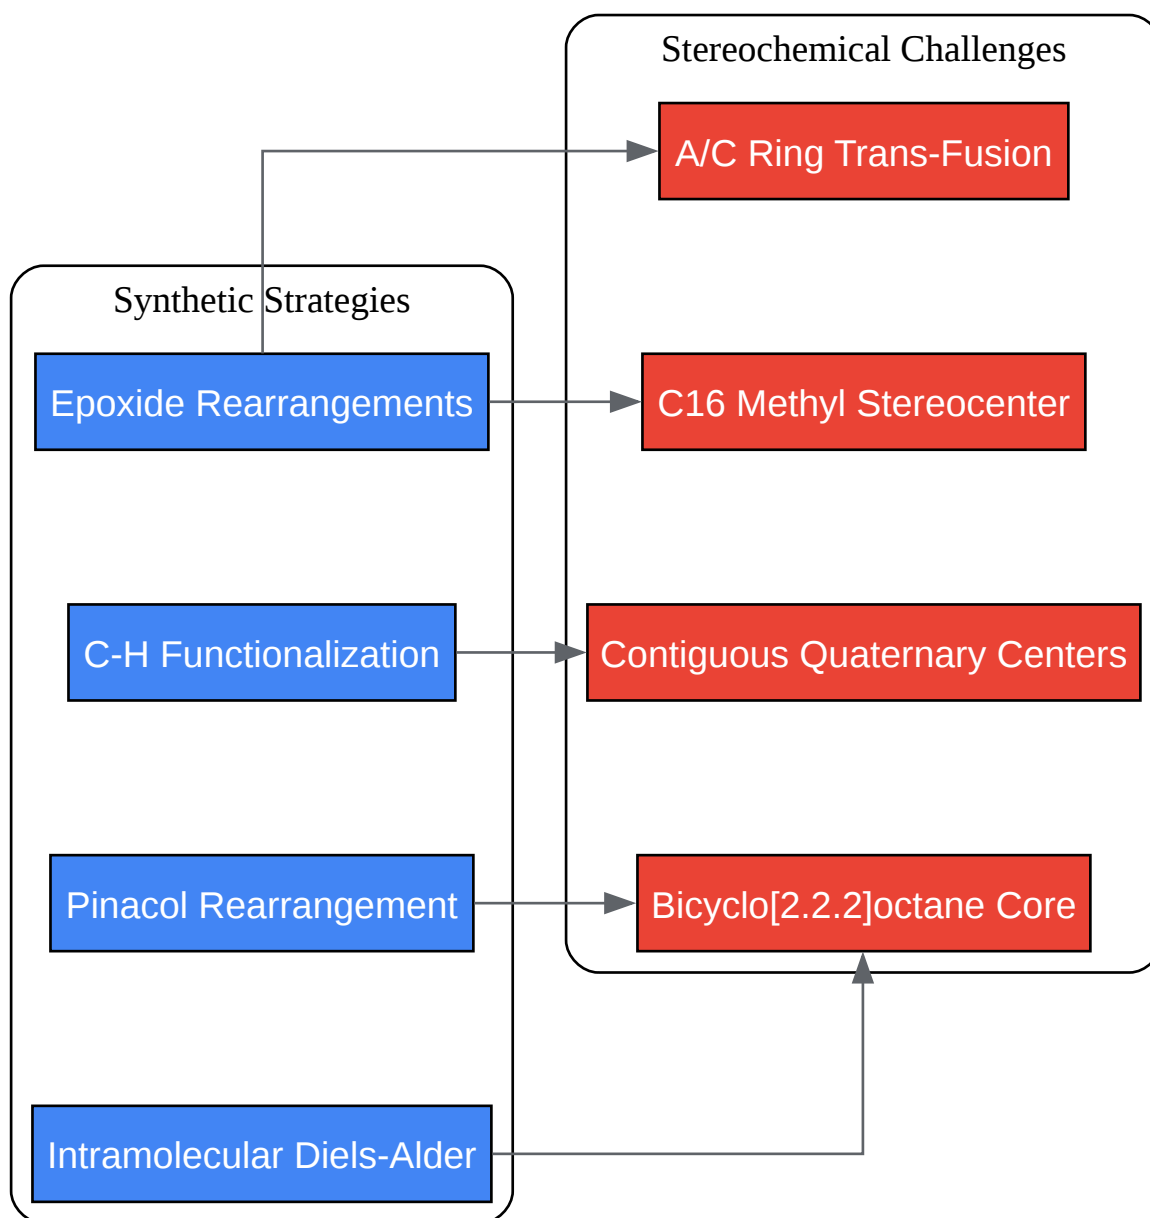 Stereochemical Challenges
A/C Ring Trans-Fusion
Synthetic Strategies
Epoxide Rearrangements
C16 Methyl Stereocenter
C-H Functionalization
Contiguous Quaternary Centers
Pinacol Rearrangement
Bicyclo[2.2.2]octane Core
Intramolecular Diels-Alder